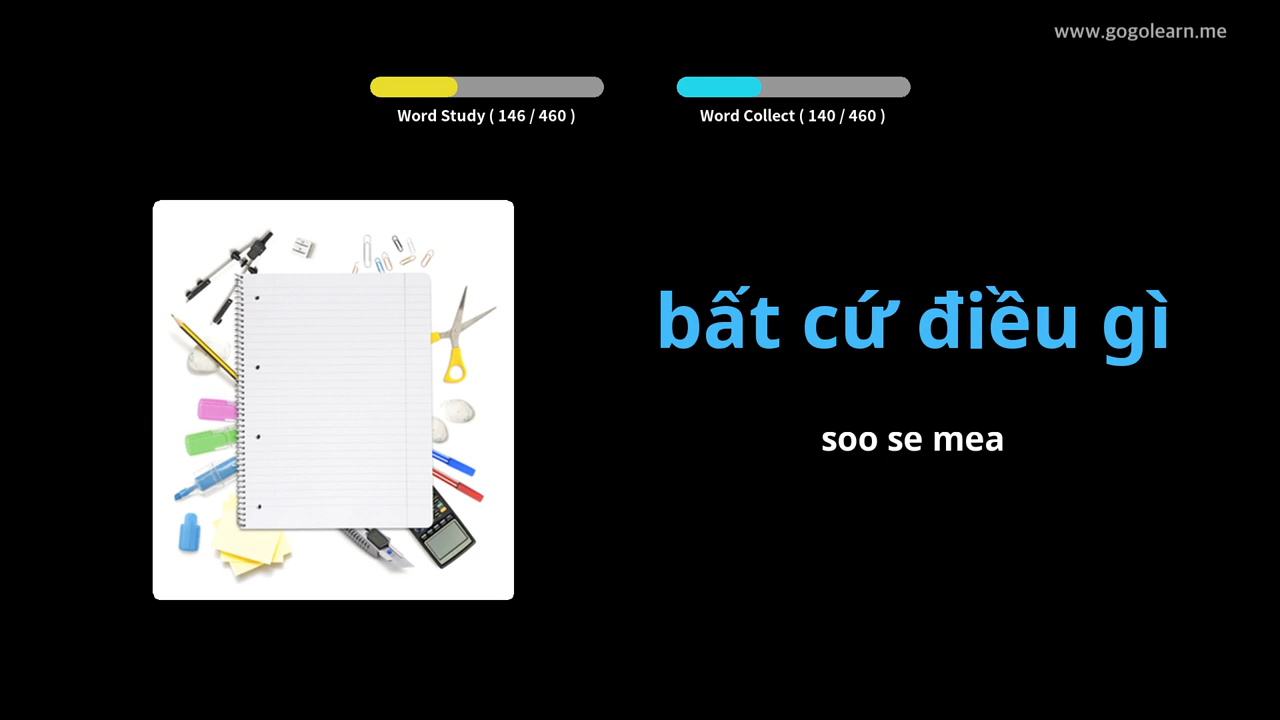 www.gogolearn.me
Word Study ( 146 / 460 )
Word Collect ( 140 / 460 )
bất cứ điều gì
soo se mea